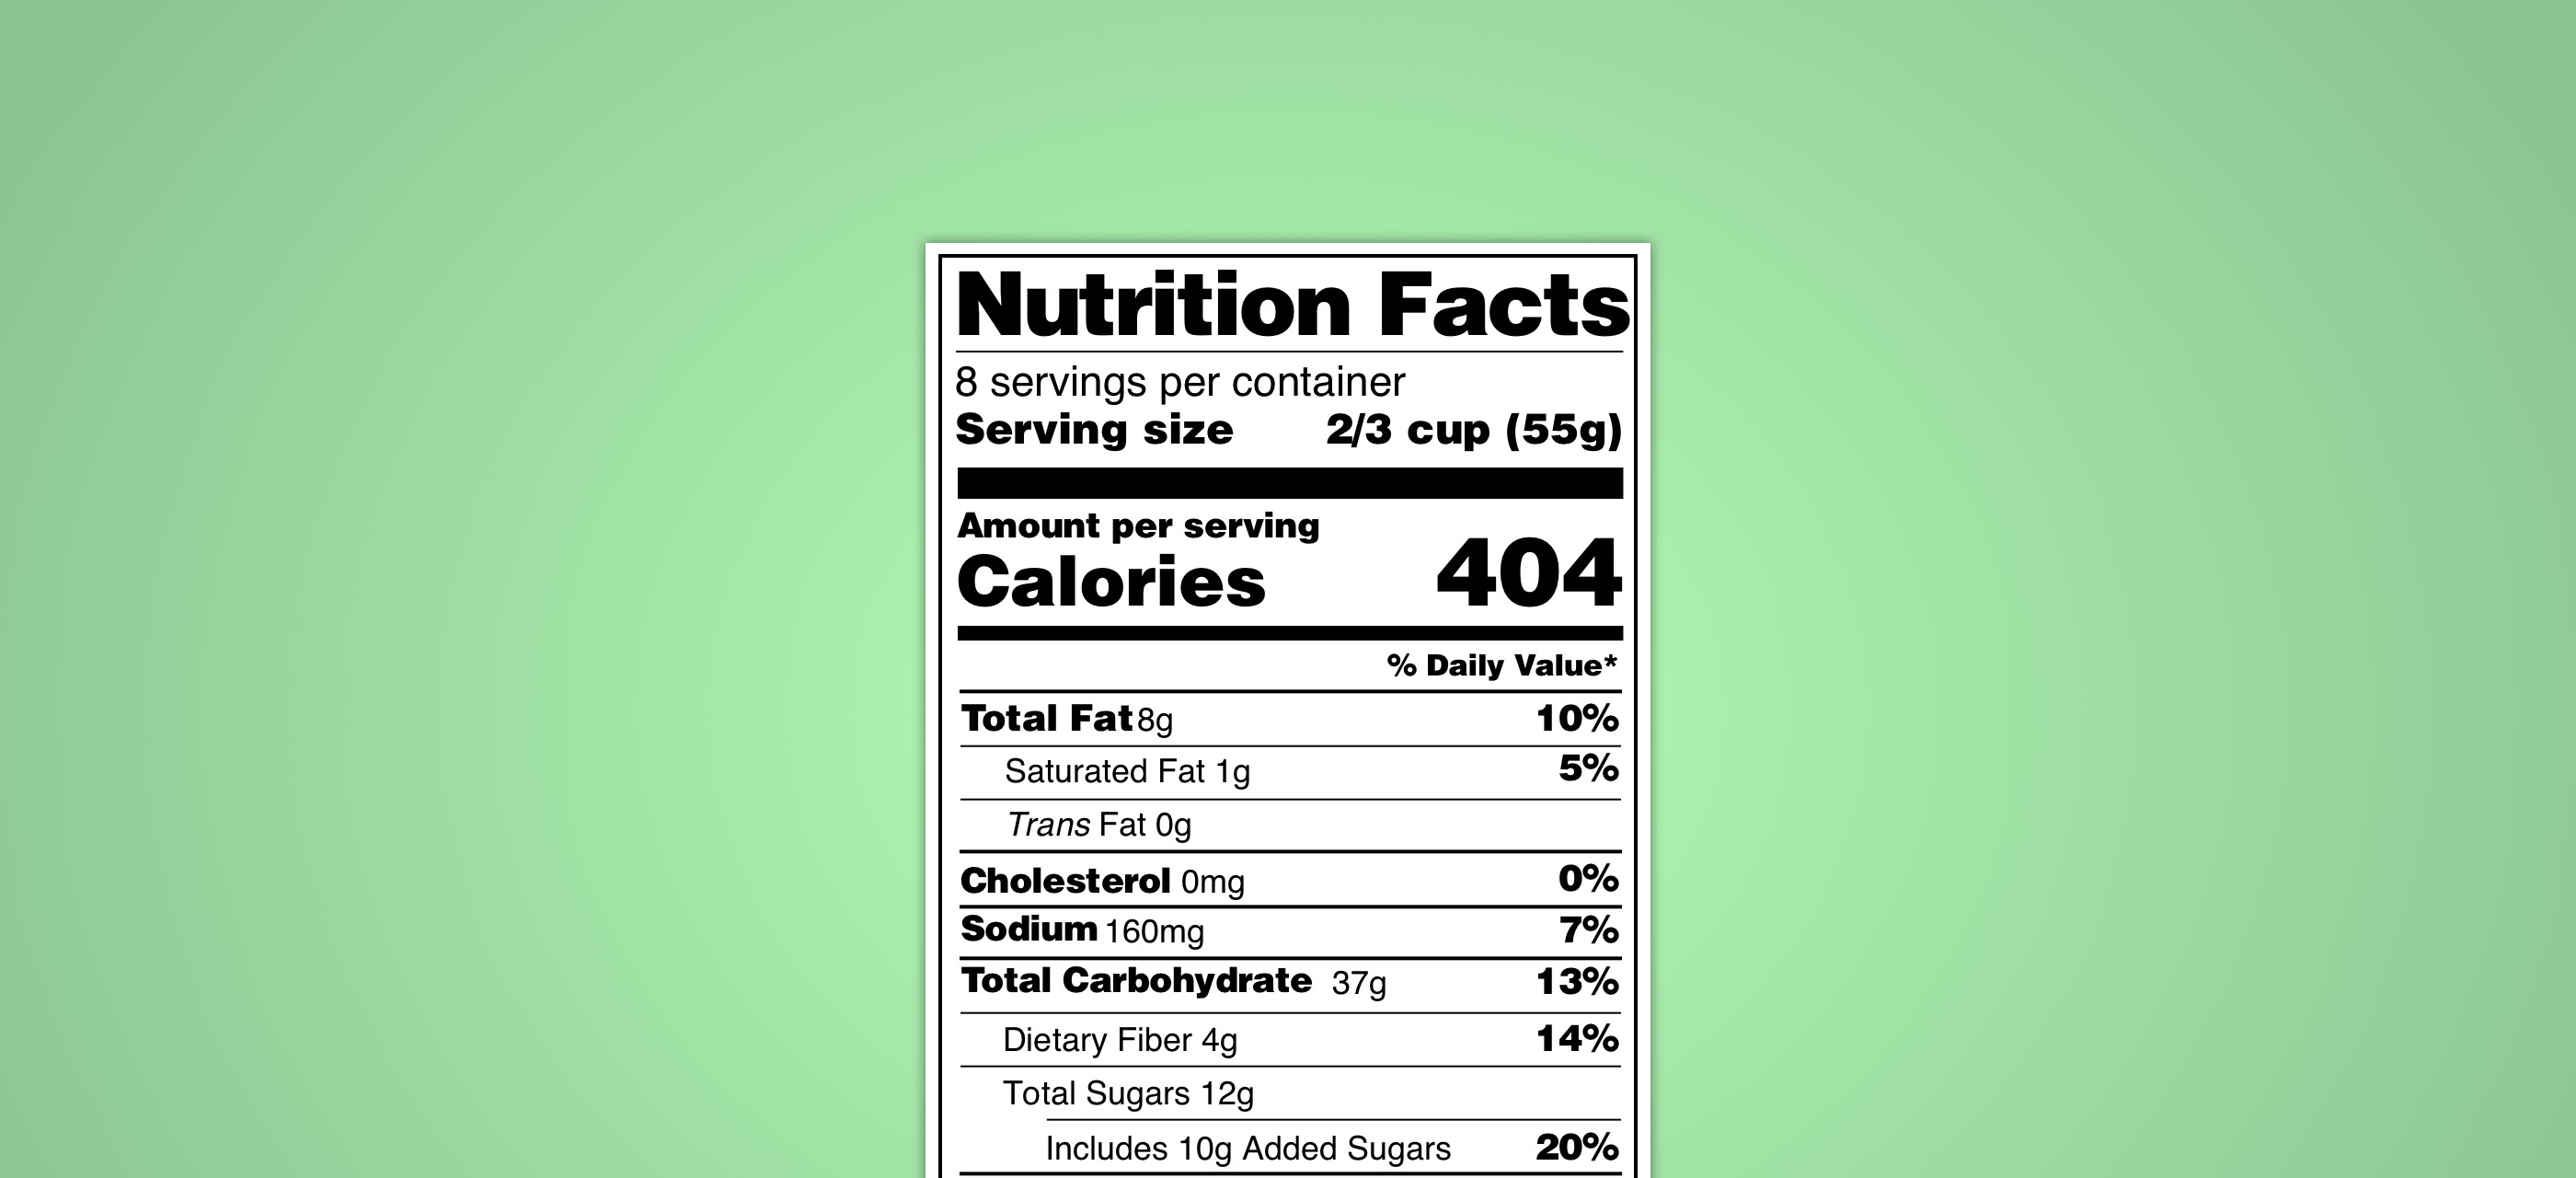 Nutrition Facts
8 servings per container
Serving size 2/3 cup (55g)
Amount per serving
Calories 404
% Daily Value*
Total Fat 8g 10%
Saturated Fat 1g 5%
Trans Fat 0g
Cholesterol 0mg 0%
Sodium 160mg 7%
Total Carbohydrate 37g 13%
Dietary Fiber 4g 14%
Total Sugars 12g
Includes 10g Added Sugars 20%